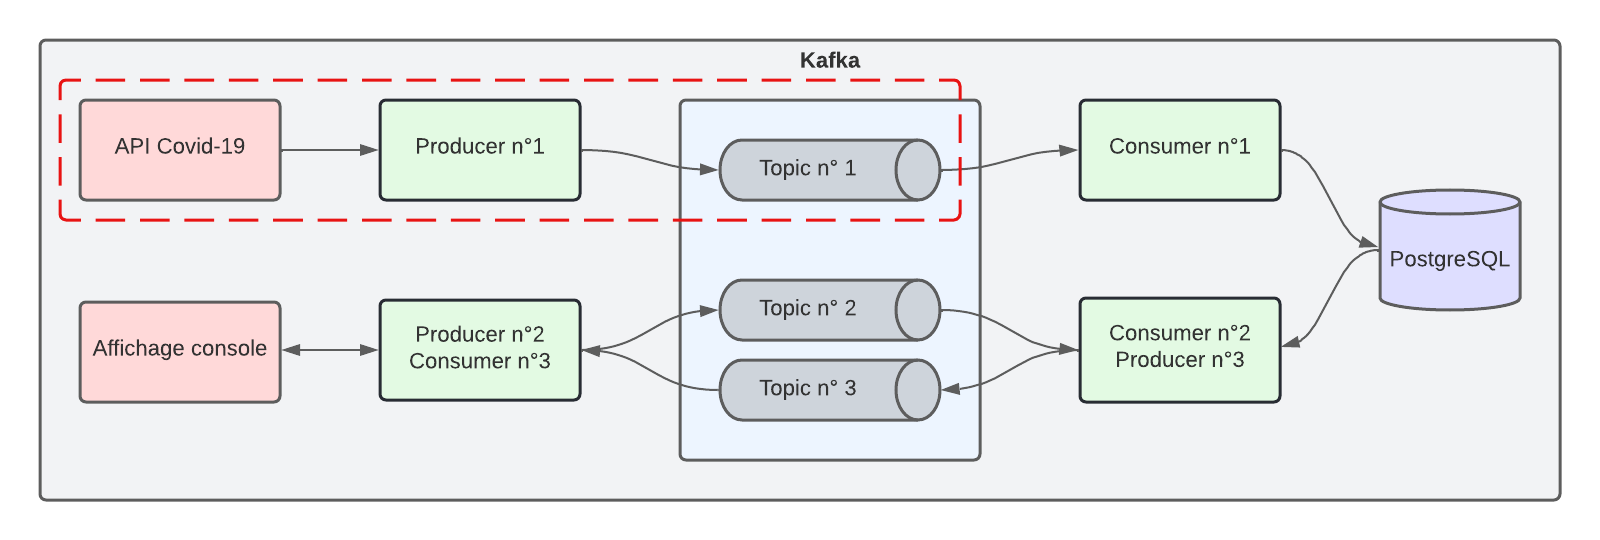 Kafka
API Covid-19
Producer n°1
Topic n° 1
Consumer n°1
PostgreSQL
Affichage console
Producer n°2
Consumer n°3
Topic n° 2
Topic n° 3
Consumer n°2
Producer n°3